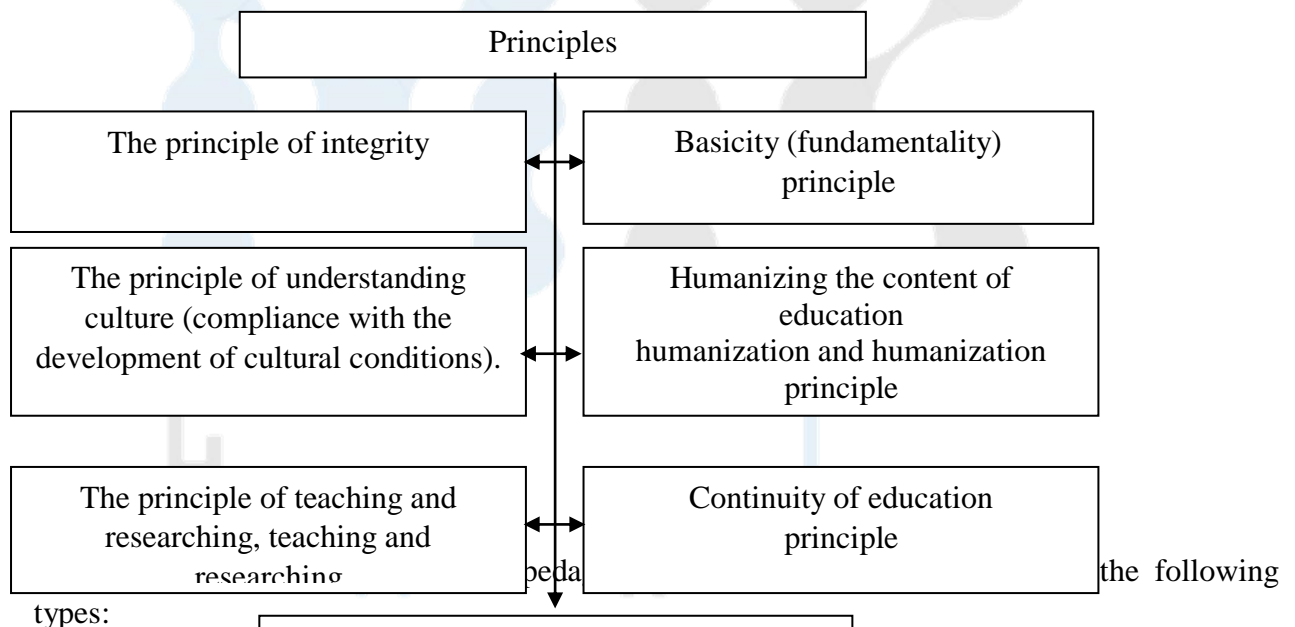 Principles
The principle of integrity
Basicity (fundamentality)
principle
The principle of understanding
culture (compliance with the
development of cultural conditions).
Humanizing the content of
education
humanization and humanization
principle
The principle of teaching and
researching, teaching and
researching
Continuity of education
principle
the following
types: